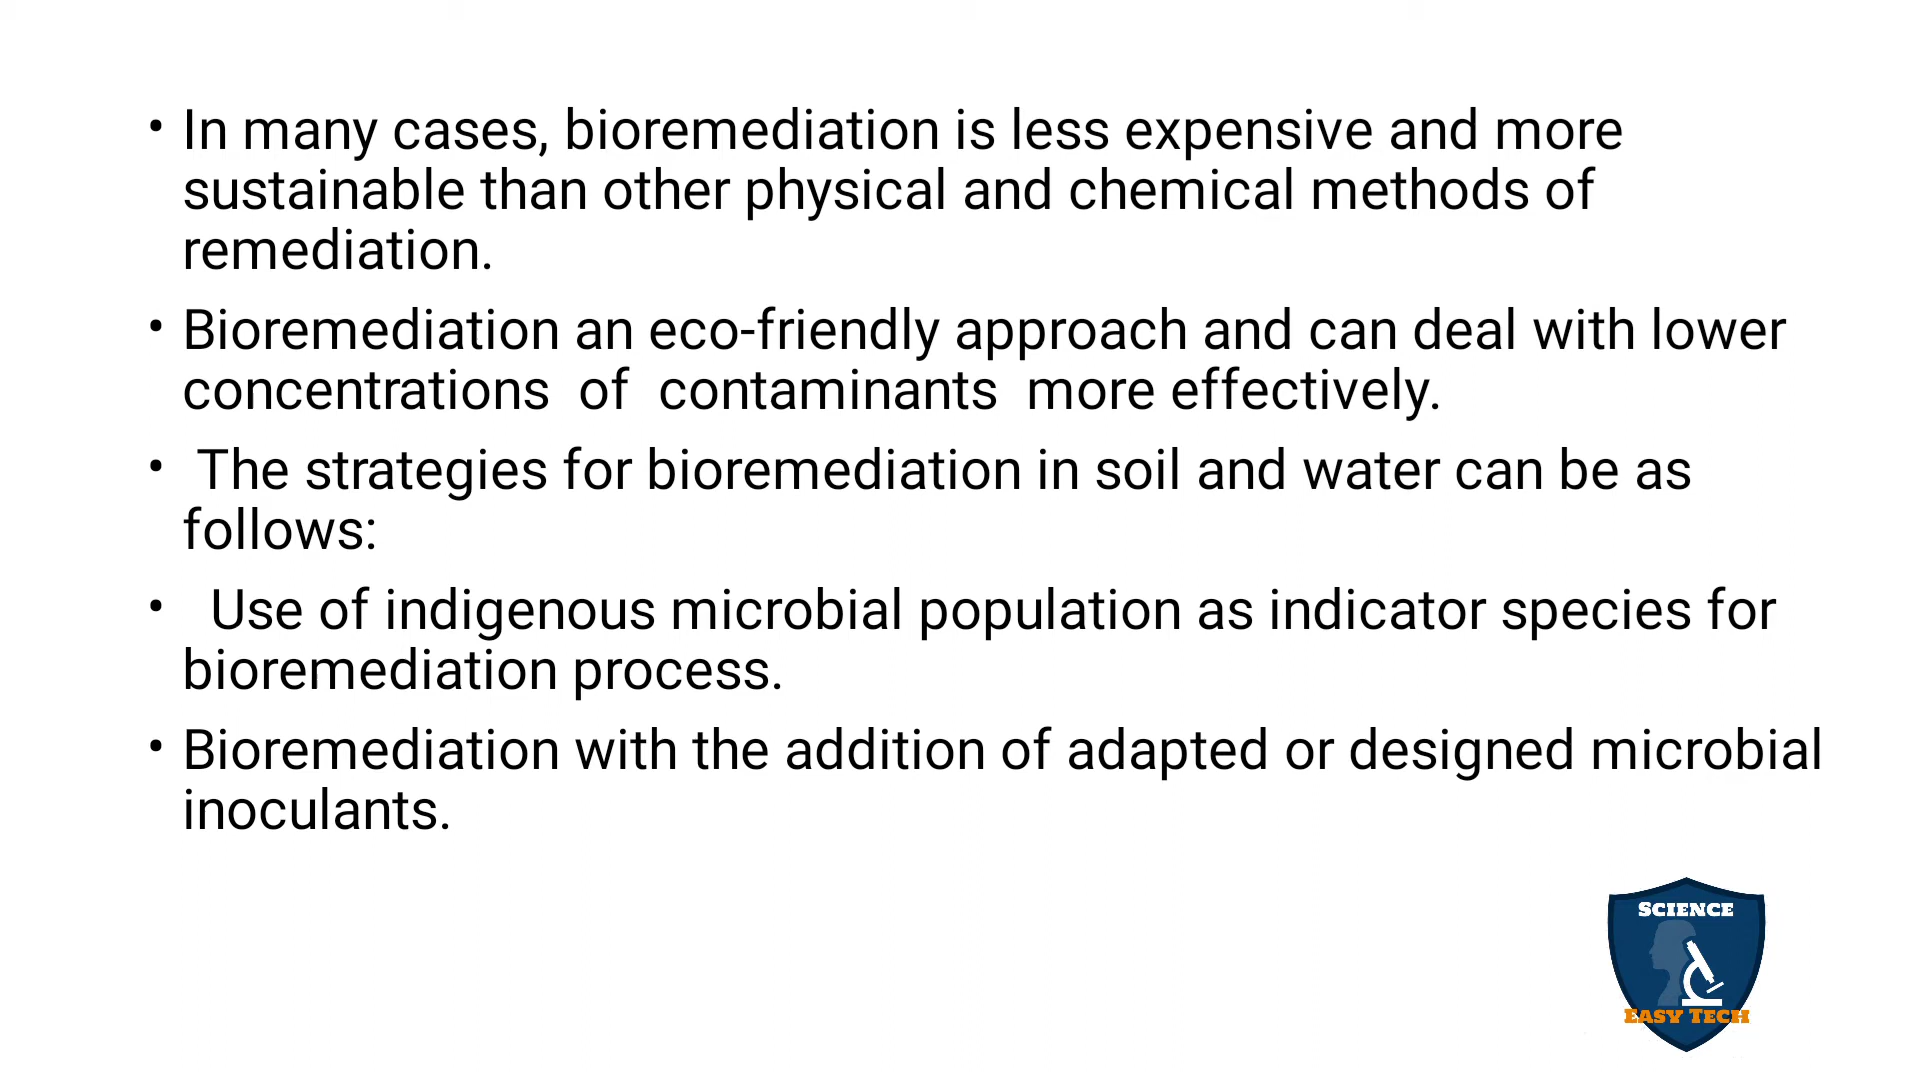 • In many cases, bioremediation is less expensive and more
sustainable than other physical and chemical methods of
remediation.
• Bioremediation an eco-friendly approach and can deal with lower
concentrations of contaminants more effectively.
• The strategies for bioremediation in soil and water can be as
follows:
• Use of indigenous microbial population as indicator species for
bioremediation process.
• Bioremediation with the addition of adapted or designed microbial
inoculants.
SCIENCE
EASY TECH